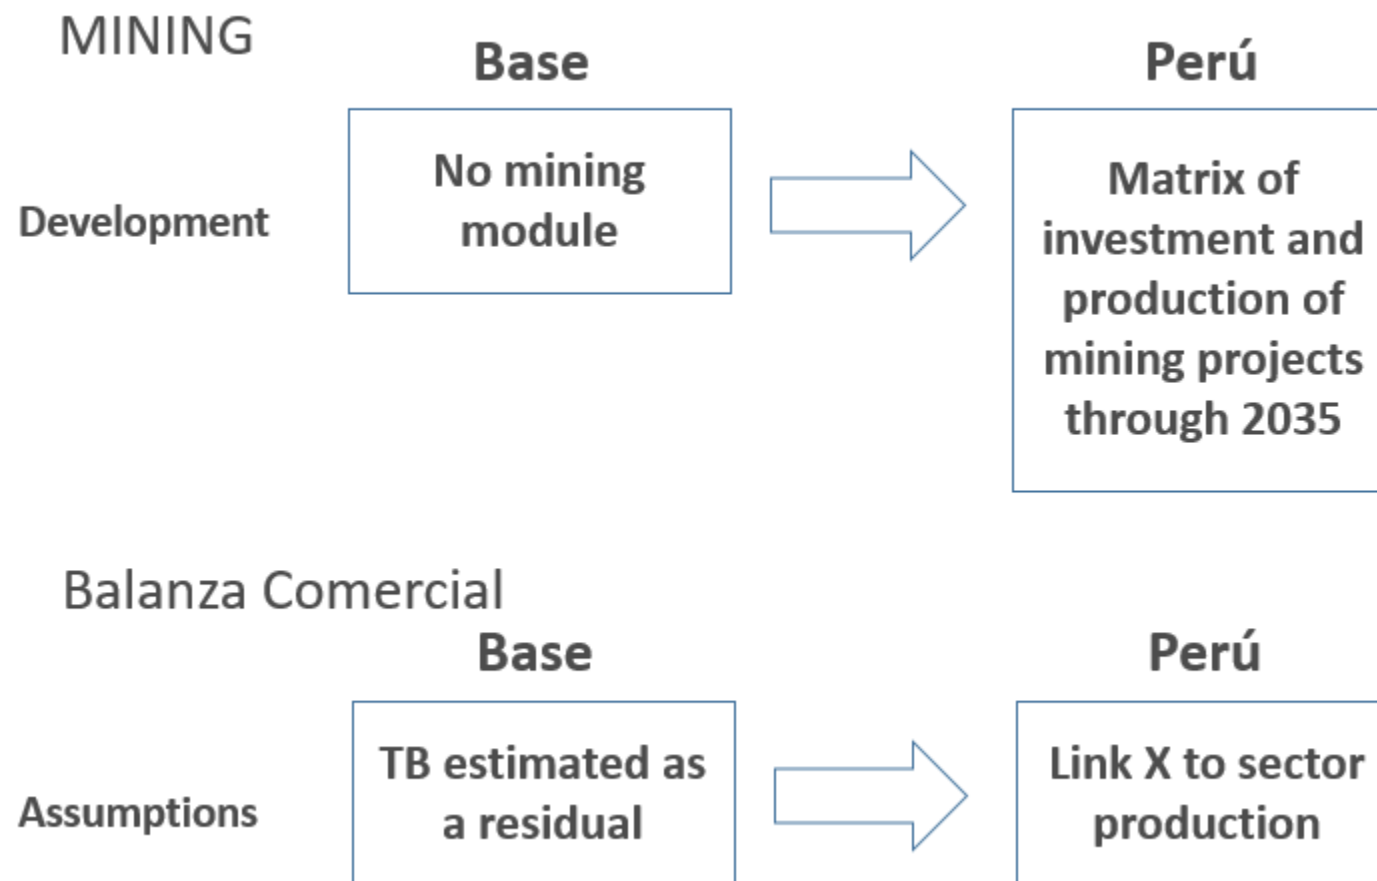 MINING
Base
Perú
Development
No mining
module
Matrix of
investment and
production of
mining projects
through 2035
Balanza Comercial
Base
Perú
Assumptions
TB estimated as
a residual
Link X to sector
production